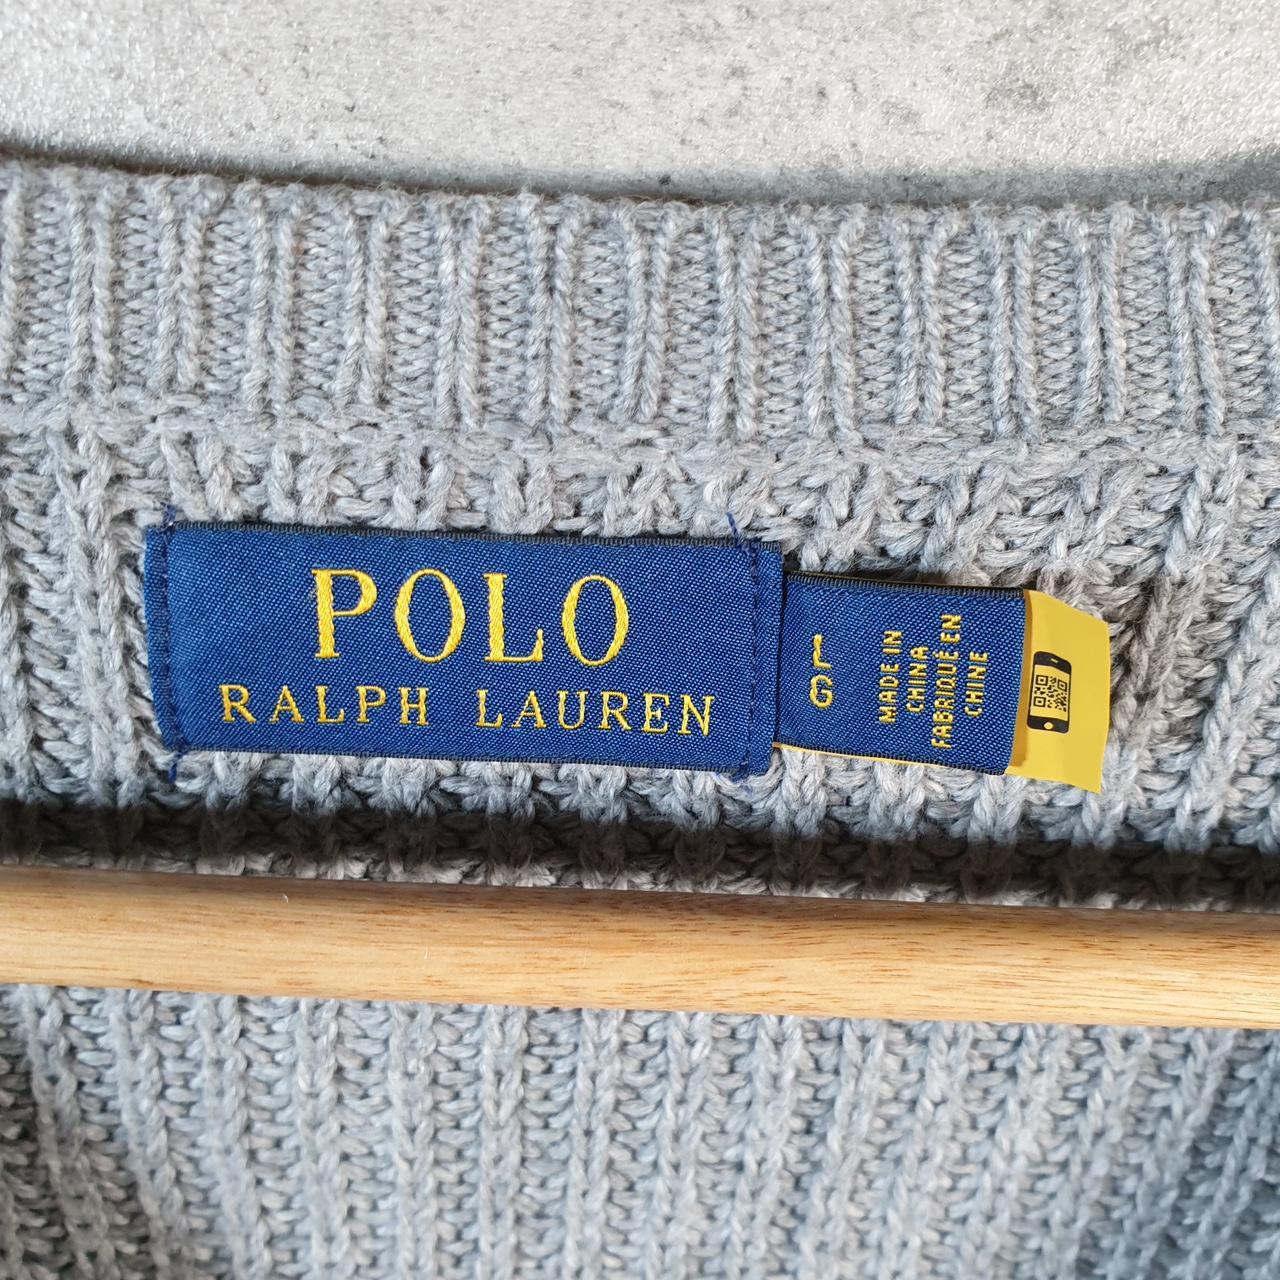 POLO
RALPH LAUREN
L
G
MADE IN
CHINA
FABRIQUÉ EN
CHINE